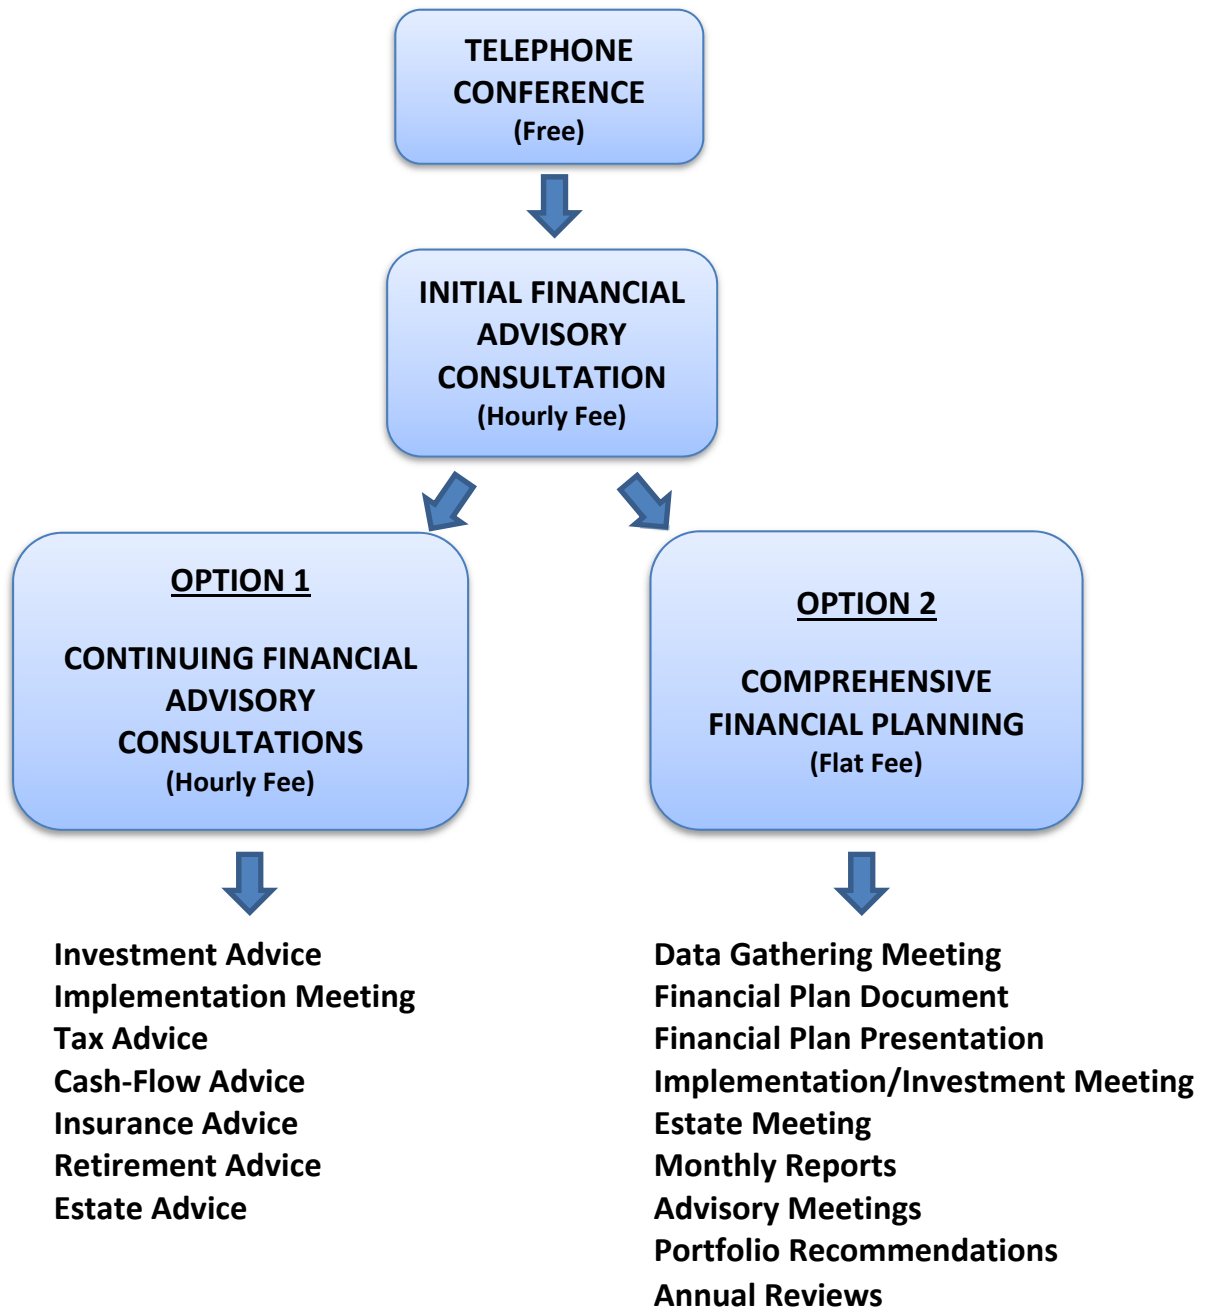 TELEPHONE
CONFERENCE
(Free)
INITIAL FINANCIAL
ADVISORY
CONSULTATION
(Hourly Fee)
OPTION 1
CONTINUING FINANCIAL
ADVISORY
CONSULTATIONS
(Hourly Fee)
OPTION 2
COMPREHENSIVE
FINANCIAL PLANNING
(Flat Fee)
Investment Advice
Implementation Meeting
Tax Advice
Cash-Flow Advice
Insurance Advice
Retirement Advice
Estate Advice
Data Gathering Meeting
Financial Plan Document
Financial Plan Presentation
Implementation/Investment Meeting
Estate Meeting
Monthly Reports
Advisory Meetings
Portfolio Recommendations
Annual Reviews